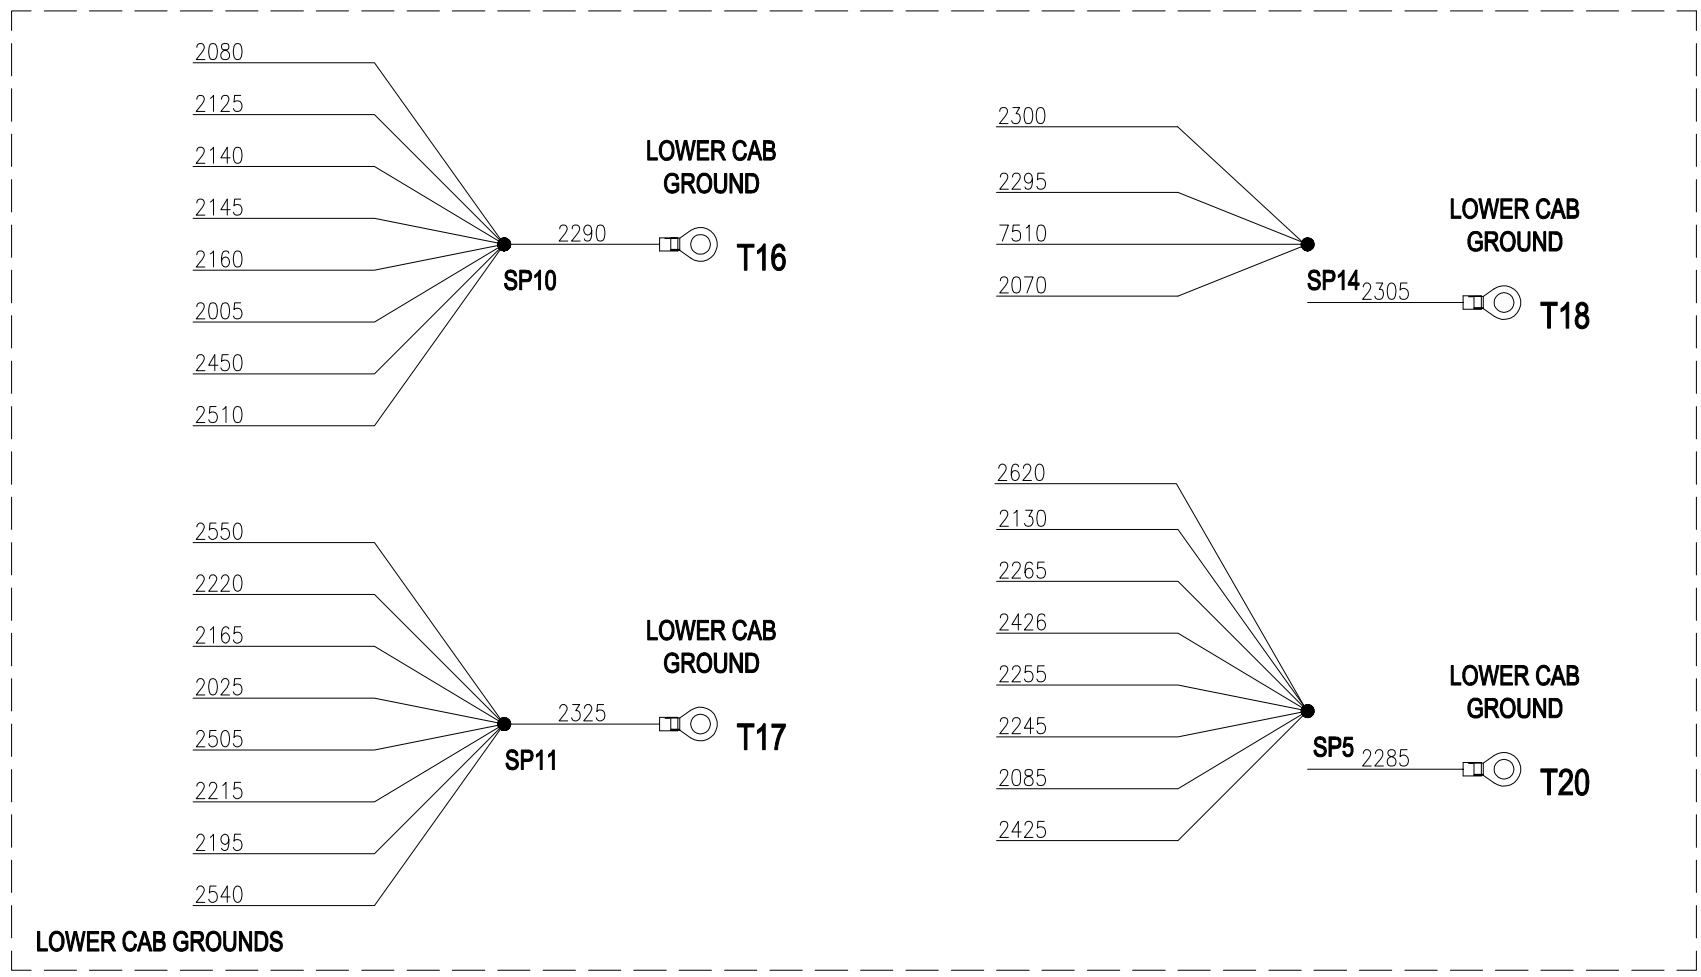 2080
2125
2140
2145
2160
2005
2450
2510
2290
SP10
LOWER CAB
GROUND
T16
2300
2295
7510
2070
SP14
2305
LOWER CAB
GROUND
T18
2550
2220
2165
2025
2505
2215
2195
2540
2325
SP11
LOWER CAB
GROUND
T17
2620
2130
2265
2426
2255
2245
2085
2425
SP5
2285
LOWER CAB
GROUND
T20
LOWER CAB GROUNDS